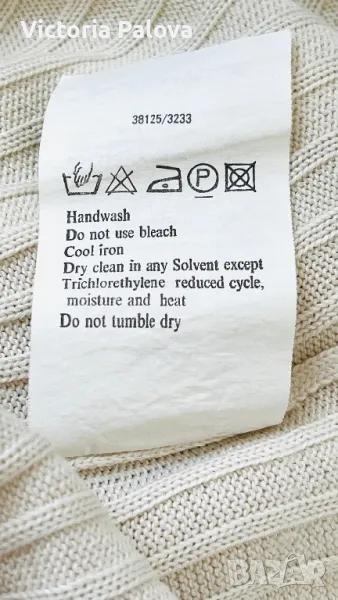 Victoria Palova
38125/3233
P
Handwash
Do not use bleach
Cool iron
Dry clean in any Solvent except
Trichlorethylene reduced cycle,
moisture and heat
Do not tumble dry
BAZAR